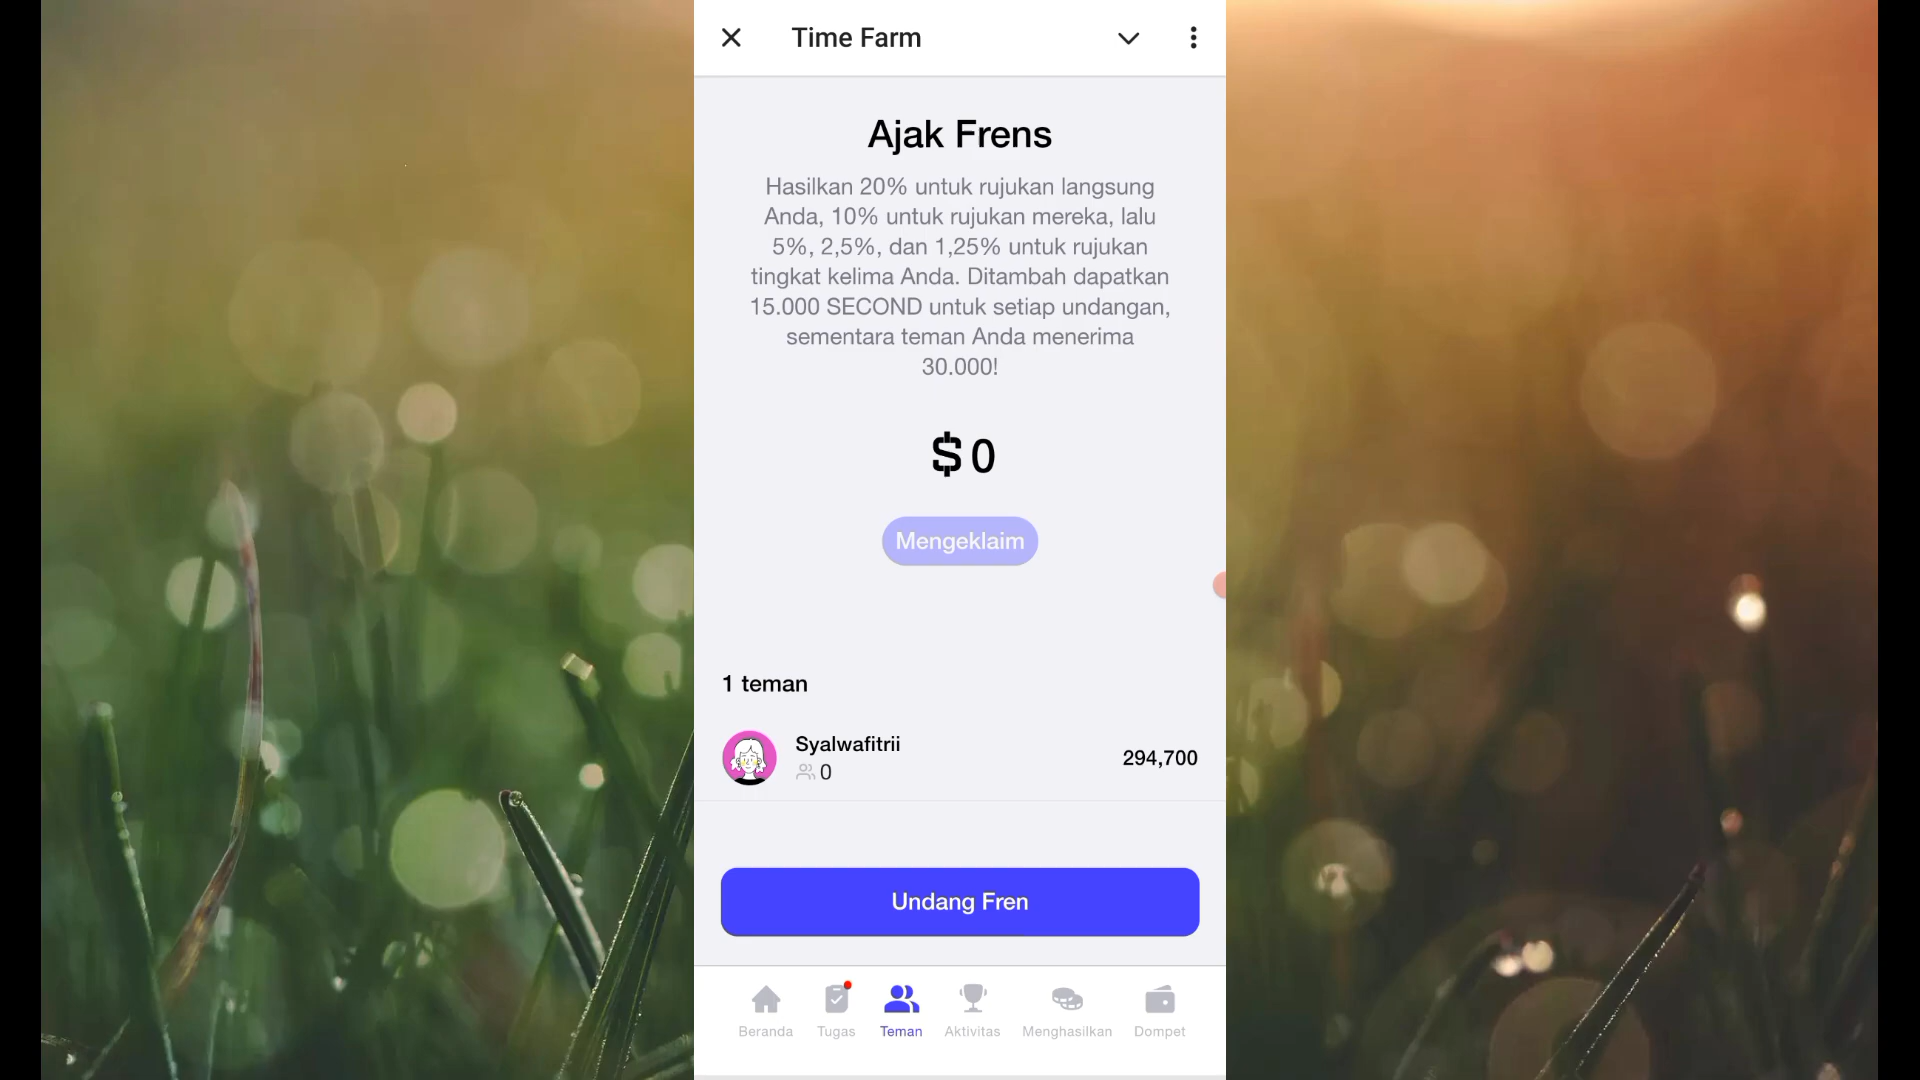 Time Farm
Ajak Frens
Hasilkan 20% untuk rujukan langsung
Anda, 10% untuk rujukan mereka, lalu
5%, 2,5%, dan 1,25% untuk rujukan
tingkat kelima Anda. Ditambah dapatkan
15.000 SECOND untuk setiap undangan,
sementara teman Anda menerima
30.000!
$ 0
Mengeklaim
1 teman
Syalwafitrii
0
294,700
Undang Fren
Beranda
Tugas
Teman
Aktivitas
Menghasilkan
Dompet